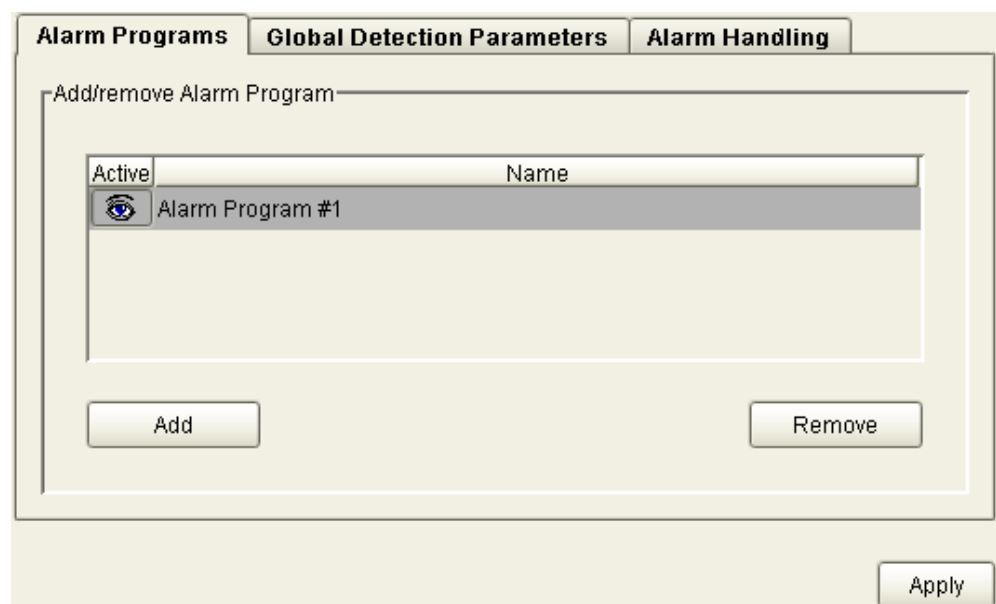 Alarm Programs Global Detection Parameters Alarm Handling
Add/remove Alarm Program
Active Name
Alarm Program #1
Add Remove
Apply